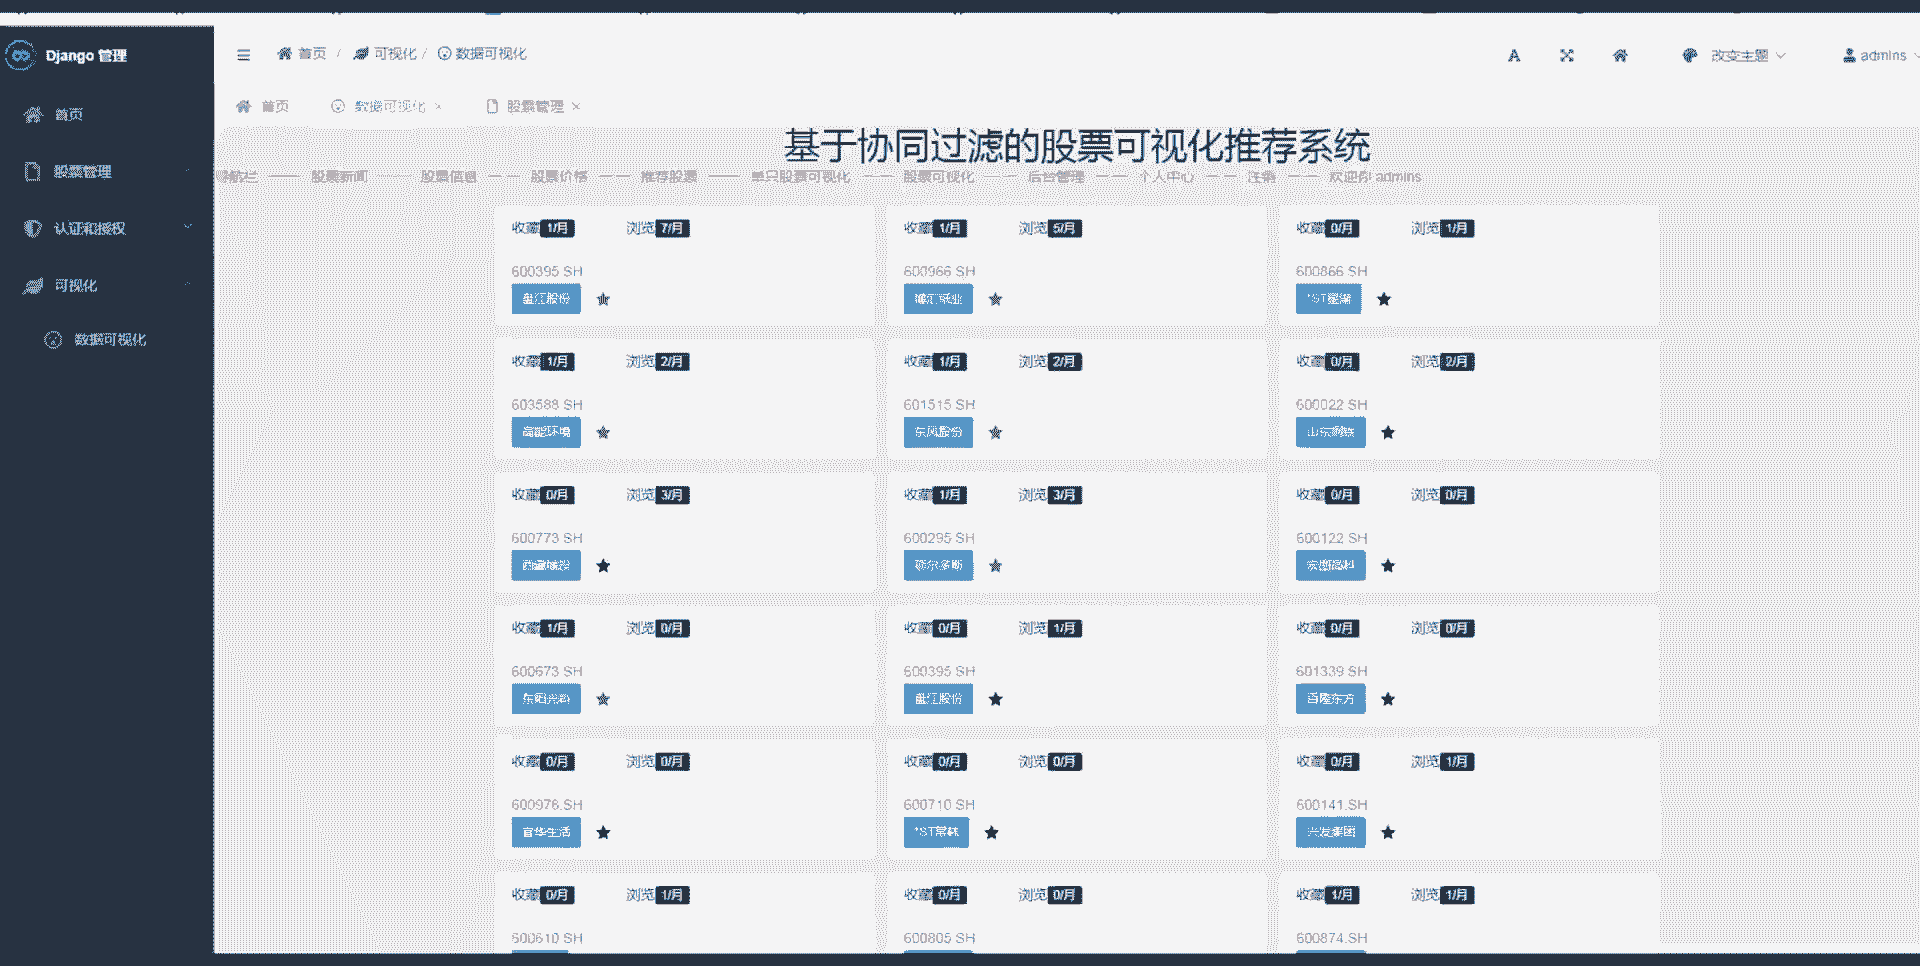 Django 管理
首页
股票管理
认证和授权
可视化
数据可视化
首页 / 可视化 / 数据可视化
改变主题
admins
首页 数据可视化 × 股票管理 ×
基于协同过滤的股票可视化推荐系统
导航栏 股票新闻 股票信息 股票价格 推荐股票 单只股票可视化 股票可视化 后台管理 个人中心 注销 欢迎你 admins
收藏 1/月 浏览 7/月 收藏 1/月 浏览 5/月 收藏 0/月 浏览 1/月
600395.SH 600966.SH 600866.SH
盘江股份 博汇纸业 *ST星湖
收藏 1/月 浏览 2/月 收藏 1/月 浏览 2/月 收藏 0/月 浏览 2/月
603588.SH 601515.SH 600022.SH
高能环境 东风股份 山东钢铁
收藏 0/月 浏览 3/月 收藏 1/月 浏览 3/月 收藏 0/月 浏览 0/月
600773.SH 600295.SH 600122.SH
西藏城投 鄂尔多斯 宏图高科
收藏 1/月 浏览 0/月 收藏 0/月 浏览 1/月 收藏 0/月 浏览 0/月
600673.SH 600395.SH 601339.SH
东阳光科 盘江股份 百隆东方
收藏 0/月 浏览 0/月 收藏 0/月 浏览 0/月 收藏 0/月 浏览 1/月
600978.SH 600710.SH 600141.SH
宜华生活 *ST常林 兴发集团
收藏 0/月 浏览 1/月 收藏 0/月 浏览 0/月 收藏 1/月 浏览 1/月
600610.SH 600805.SH 600874.SH